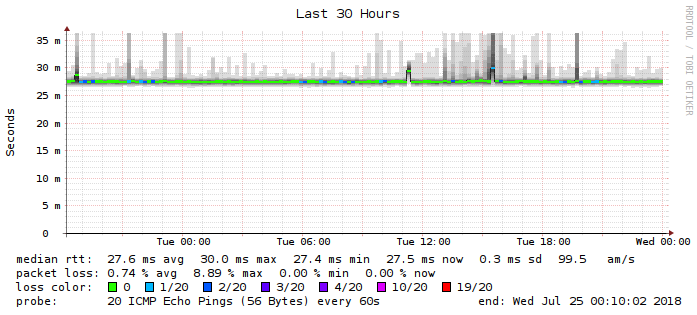 Last 30 Hours
RRDTOOL / TOBI OETIKER
Seconds
35 m
30 m
25 m
20 m
15 m
10 m
5 m
0
Tue 00:00 Tue 06:00 Tue 12:00 Tue 18:00 Wed 00:00
median rtt: 27.6 ms avg 30.0 ms max 27.4 ms min 27.5 ms now 0.3 ms sd 99.5 am/s
packet loss: 0.74 % avg 8.89 % max 0.00 % min 0.00 % now
loss color: 0 1/20 2/20 3/20 4/20 10/20 19/20
probe: 20 ICMP Echo Pings (56 Bytes) every 60s end: Wed Jul 25 00:10:02 2018